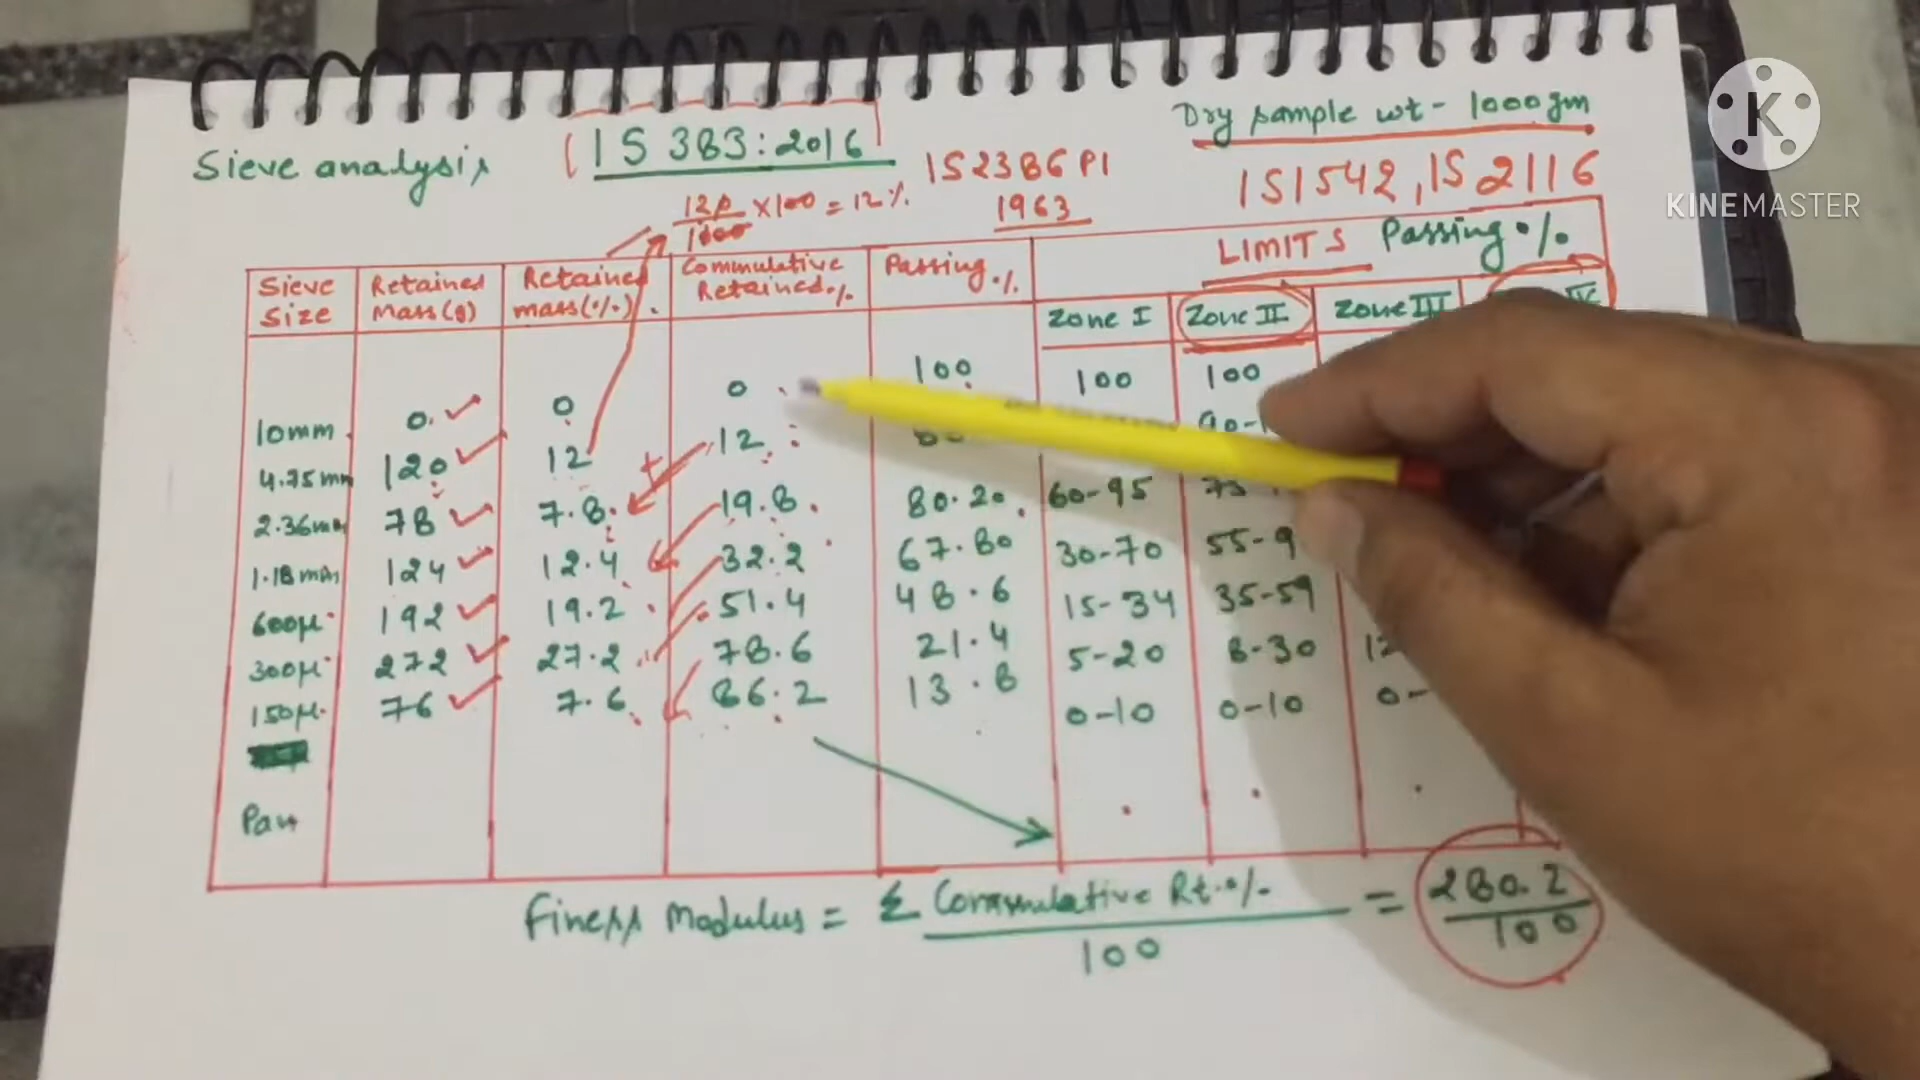 Sieve analysis
IS 383:2016
Dry sample wt - 1000gm
IS 2386 P1
1963
IS1542, IS 2116
120/1000 × 100 = 12%
KINEMASTER
LIMITS Passing %
Sieve Size | Retained Mass(g) | Retained mass(%) | Commulative Retained % | Passing % | Zone I | Zone II | Zone III
10mm | 0 | 0 | 0 | 100 | 100 | 100
4.75mm | 120 | 12 | 12
2.36mm | 78 | 7.8 | 19.8 | 80.20 | 60-95
1.18mm | 124 | 12.4 | 32.2 | 67.80 | 30-70
600μ | 192 | 19.2 | 51.4 | 48.6 | 15-34 | 35-59
300μ | 272 | 27.2 | 78.6 | 21.4 | 5-20 | 8-30
150μ | 76 | 7.6 | 86.2 | 13.8 | 0-10 | 0-10
Pan
Finess Modulus = Σ Commulative Rt.% / 100 = 280.2 / 100